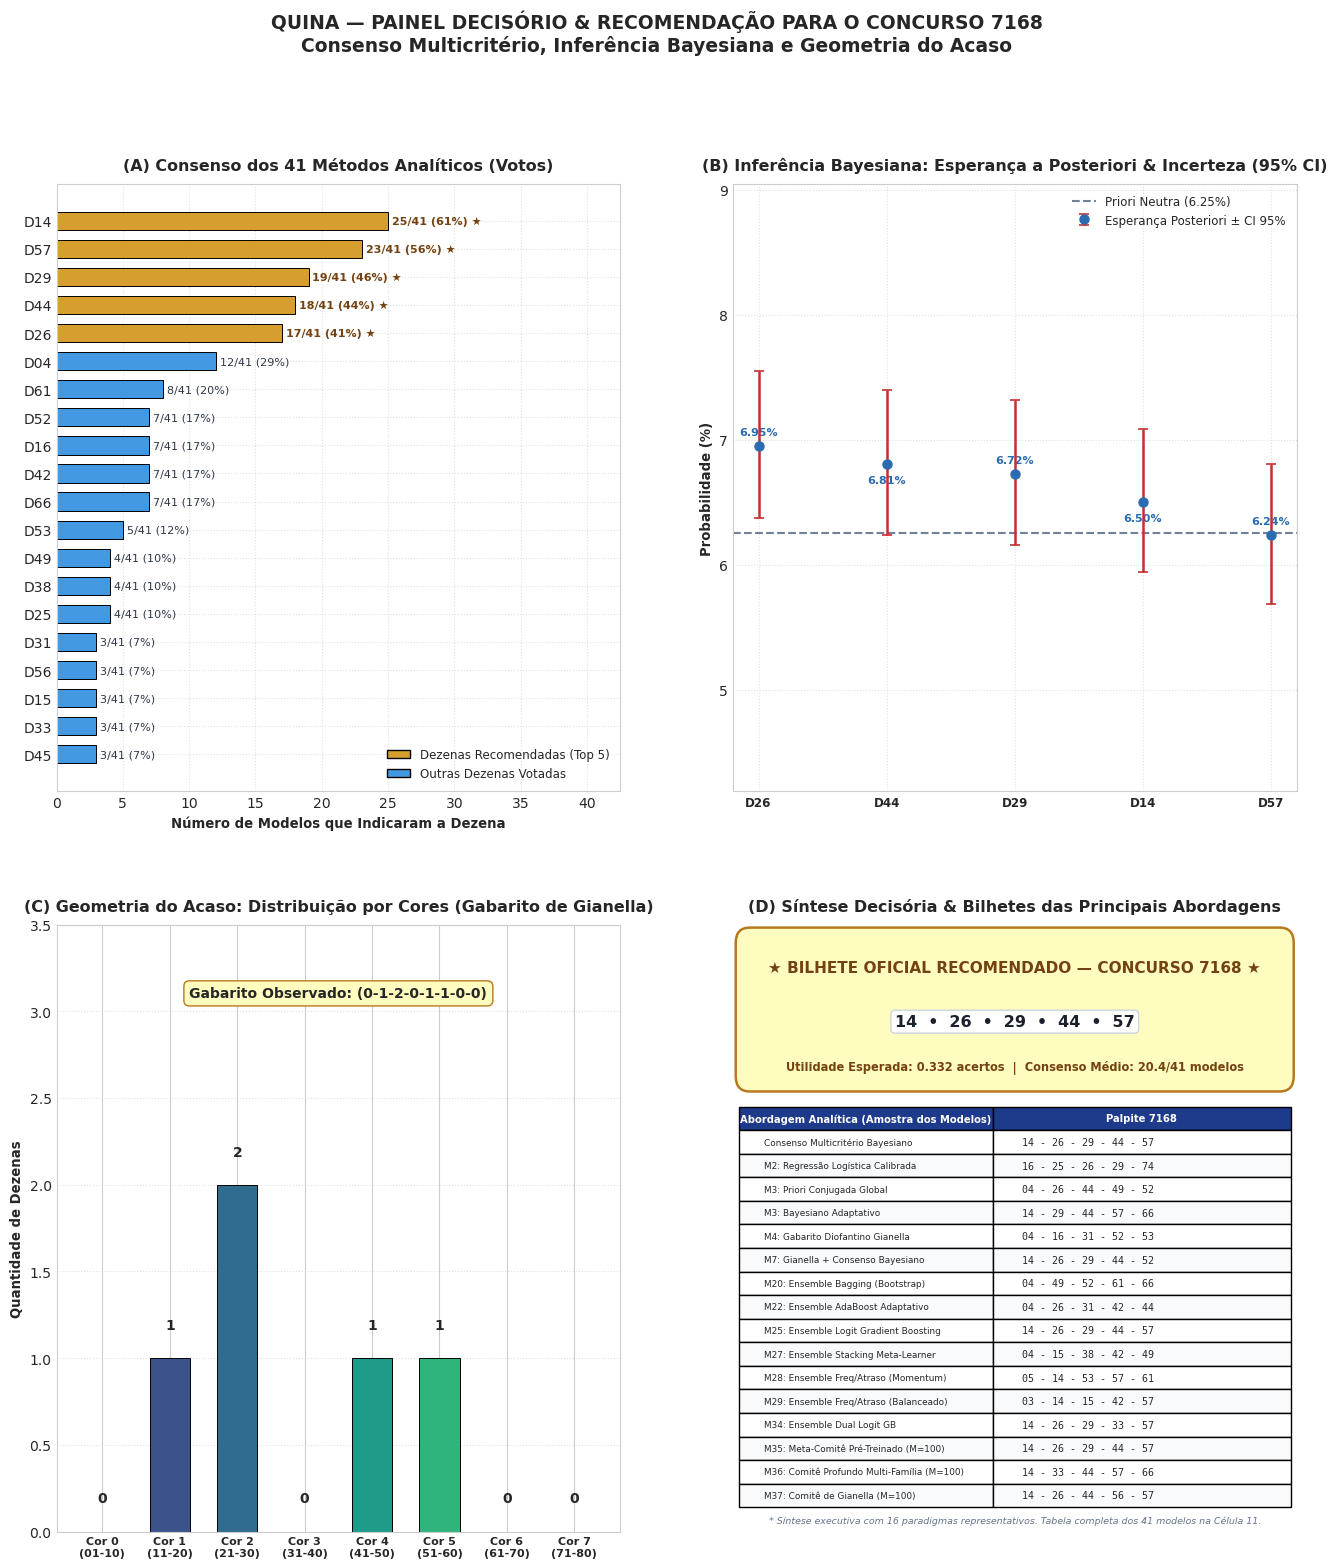 QUINA — PAINEL DECISÓRIO & RECOMENDAÇÃO PARA O CONCURSO 7168
Consenso Multicritério, Inferência Bayesiana e Geometria do Acaso
(A) Consenso dos 41 Métodos Analíticos (Votos)
D14 25/41 (61%) ★
D57 23/41 (56%) ★
D29 19/41 (46%) ★
D44 18/41 (44%) ★
D26 17/41 (41%) ★
D04 12/41 (29%)
D61 8/41 (20%)
D52 7/41 (17%)
D16 7/41 (17%)
D42 7/41 (17%)
D66 7/41 (17%)
D53 5/41 (12%)
D49 4/41 (10%)
D38 4/41 (10%)
D25 4/41 (10%)
D31 3/41 (7%)
D56 3/41 (7%)
D15 3/41 (7%)
D33 3/41 (7%)
D45 3/41 (7%)
Dezenas Recomendadas (Top 5)
Outras Dezenas Votadas
0 5 10 15 20 25 30 35 40
Número de Modelos que Indicaram a Dezena
(B) Inferência Bayesiana: Esperança a Posteriori & Incerteza (95% CI)
Priori Neutra (6.25%)
Esperança Posteriori ± CI 95%
Probabilidade (%)
9
8
7
6
5
6.95%
6.81%
6.72%
6.50%
6.24%
D26 D44 D29 D14 D57
(C) Geometria do Acaso: Distribuição por Cores (Gabarito de Gianella)
Gabarito Observado: (0-1-2-0-1-1-0-0)
Quantidade de Dezenas
3.5
3.0
2.5
2.0
1.5
1.0
0.5
0.0
0 1 2 0 1 1 0 0
Cor 0 Cor 1 Cor 2 Cor 3 Cor 4 Cor 5 Cor 6 Cor 7
(01-10) (11-20) (21-30) (31-40) (41-50) (51-60) (61-70) (71-80)
(D) Síntese Decisória & Bilhetes das Principais Abordagens
★ BILHETE OFICIAL RECOMENDADO — CONCURSO 7168 ★
14 • 26 • 29 • 44 • 57
Utilidade Esperada: 0.332 acertos | Consenso Médio: 20.4/41 modelos
Abordagem Analítica (Amostra dos Modelos) Palpite 7168
Consenso Multicritério Bayesiano 14 - 26 - 29 - 44 - 57
M2: Regressão Logística Calibrada 16 - 25 - 26 - 29 - 74
M3: Priori Conjugada Global 04 - 26 - 44 - 49 - 52
M3: Bayesiano Adaptativo 14 - 29 - 44 - 57 - 66
M4: Gabarito Diofantino Gianella 04 - 16 - 31 - 52 - 53
M7: Gianella + Consenso Bayesiano 14 - 26 - 29 - 44 - 52
M20: Ensemble Bagging (Bootstrap) 04 - 49 - 52 - 61 - 66
M22: Ensemble AdaBoost Adaptativo 04 - 26 - 31 - 42 - 44
M25: Ensemble Logit Gradient Boosting 14 - 26 - 29 - 44 - 57
M27: Ensemble Stacking Meta-Learner 04 - 15 - 38 - 42 - 49
M28: Ensemble Freq/Atraso (Momentum) 05 - 14 - 53 - 57 - 61
M29: Ensemble Freq/Atraso (Balanceado) 03 - 14 - 15 - 42 - 57
M34: Ensemble Dual Logit GB 14 - 26 - 29 - 33 - 57
M35: Meta-Comitê Pré-Treinado (M=100) 14 - 26 - 29 - 44 - 57
M36: Comitê Profundo Multi-Família (M=100) 14 - 33 - 44 - 57 - 66
M37: Comitê de Gianella (M=100) 14 - 26 - 44 - 56 - 57
* Síntese executiva com 16 paradigmas representativos. Tabela completa dos 41 modelos na Célula 11.